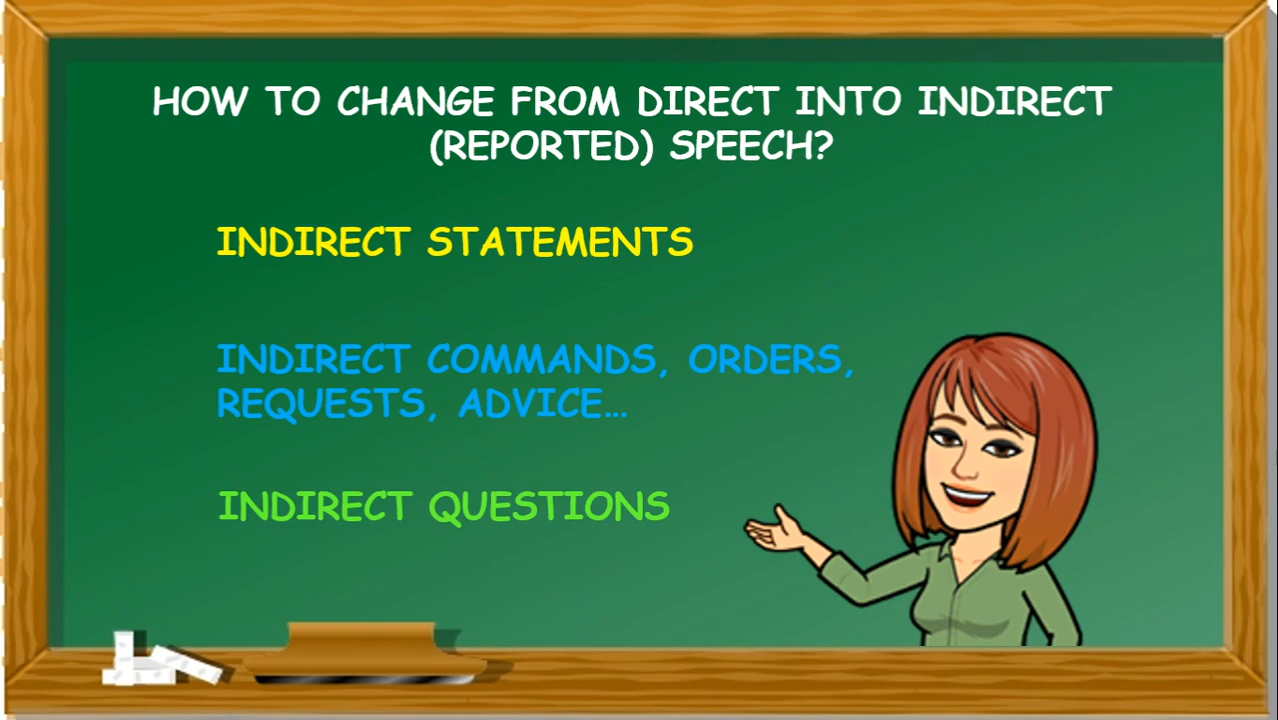 HOW TO CHANGE FROM DIRECT INTO INDIRECT
(REPORTED) SPEECH?
INDIRECT STATEMENTS
INDIRECT COMMANDS, ORDERS,
REQUESTS, ADVICE…
INDIRECT QUESTIONS